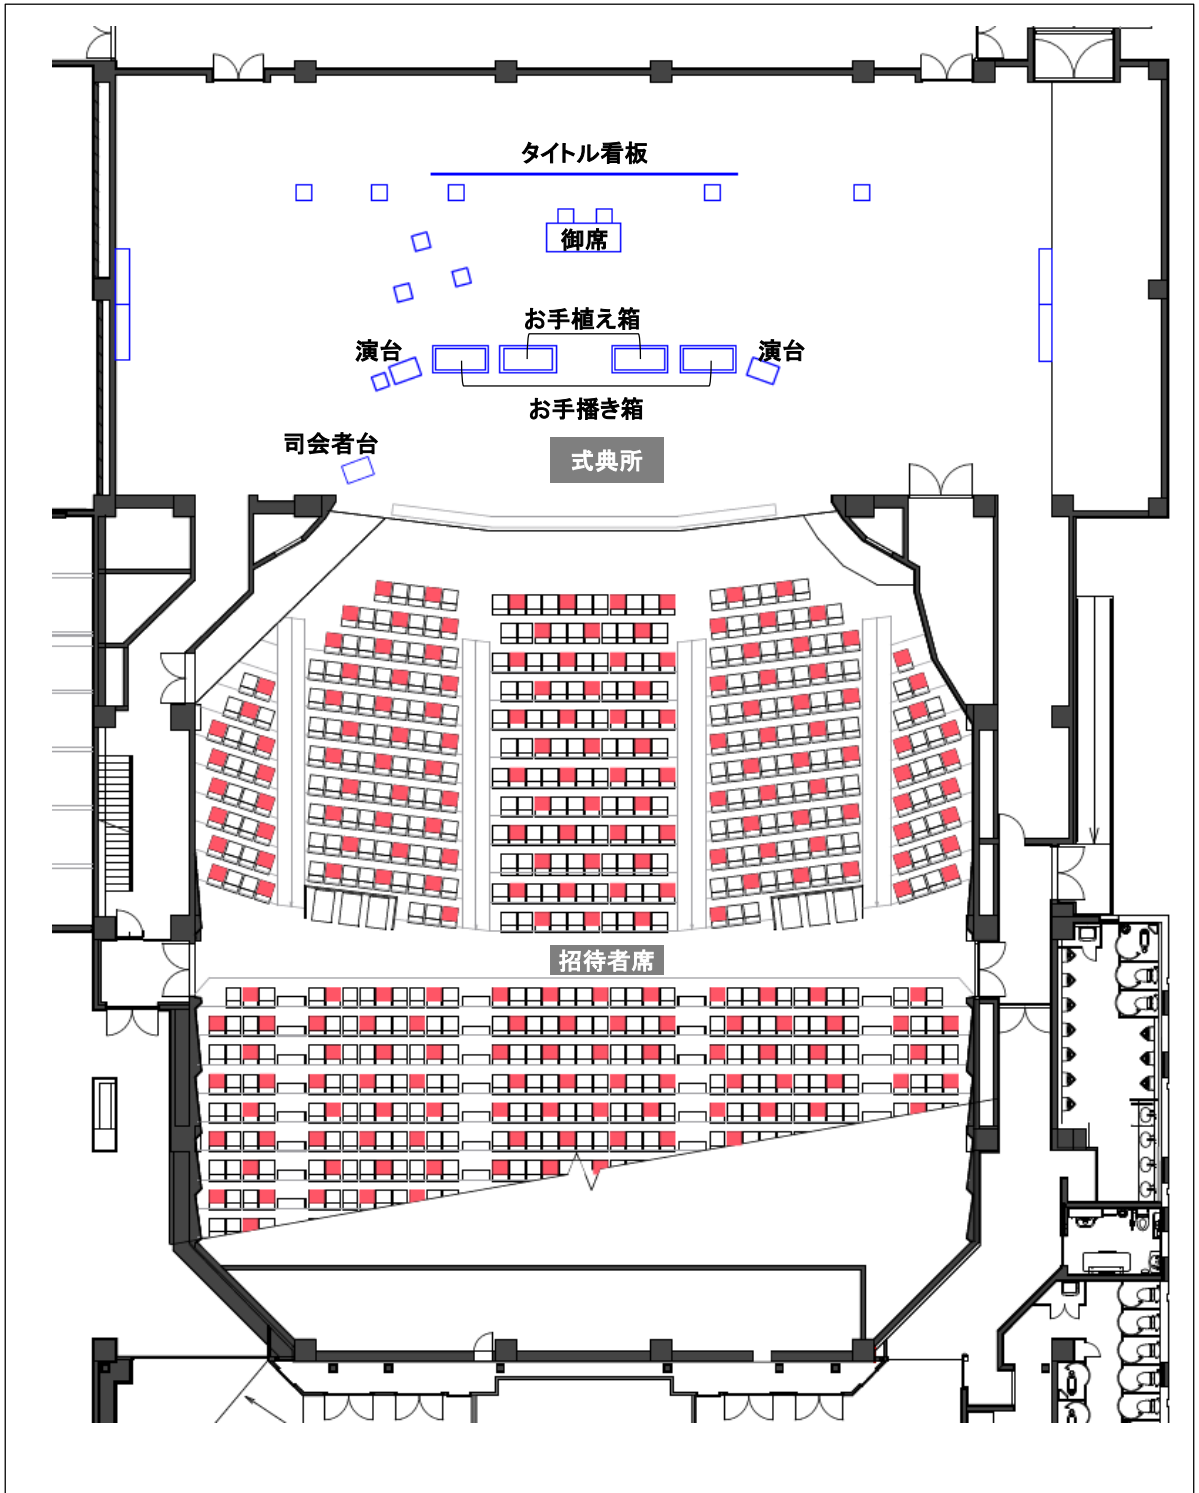 タイトル看板
御席
お手植え箱
演台
演台
お手播き箱
司会者台
式典所
招待者席